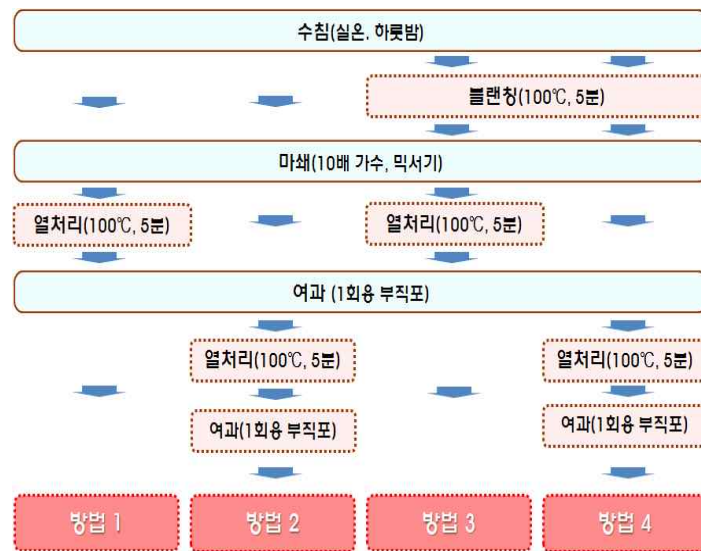 수침(실온, 하룻밤)
블랜칭(100℃, 5분)
마쇄(10배 가수, 믹서기)
열처리(100℃, 5분)
열처리(100℃, 5분)
여과 (1회용 부직포)
열처리(100℃, 5분)
열처리(100℃, 5분)
여과(1회용 부직포)
여과(1회용 부직포)
방법 1
방법 2
방법 3
방법 4